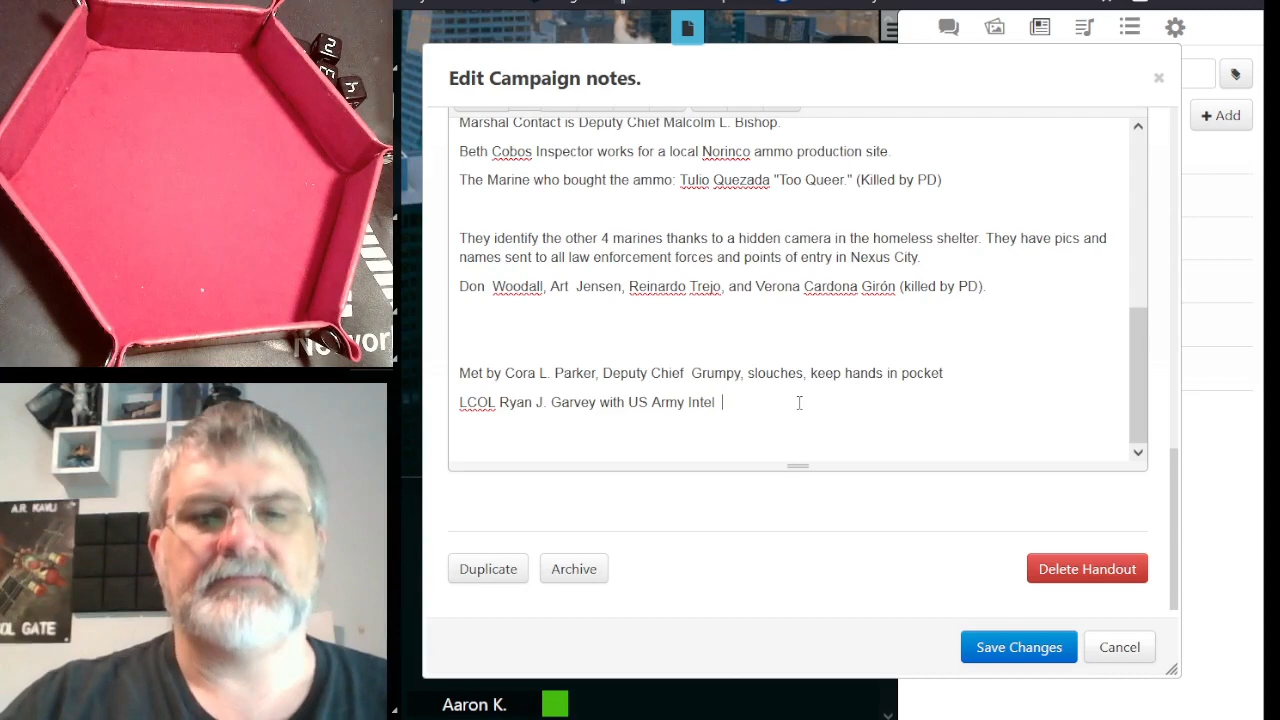 Edit Campaign notes.
×
Marshal Contact is Deputy Chief Malcolm L. Bishop.
+ Add
Beth Cobos Inspector works for a local Norinco ammo production site.
The Marine who bought the ammo: Tulio Quezada "Too Queer." (Killed by PD)
They identify the other 4 marines thanks to a hidden camera in the homeless shelter. They have pics and
names sent to all law enforcement forces and points of entry in Nexus City.
Don Woodall, Art Jensen, Reinardo Trejo, and Verona Cardona Girón (killed by PD).
Met by Cora L. Parker, Deputy Chief Grumpy, slouches, keep hands in pocket
LCOL Ryan J. Garvey with US Army Intel
A.R. KAVLI
OL GATE
Duplicate
Archive
Delete Handout
Save Changes
Cancel
Aaron K.